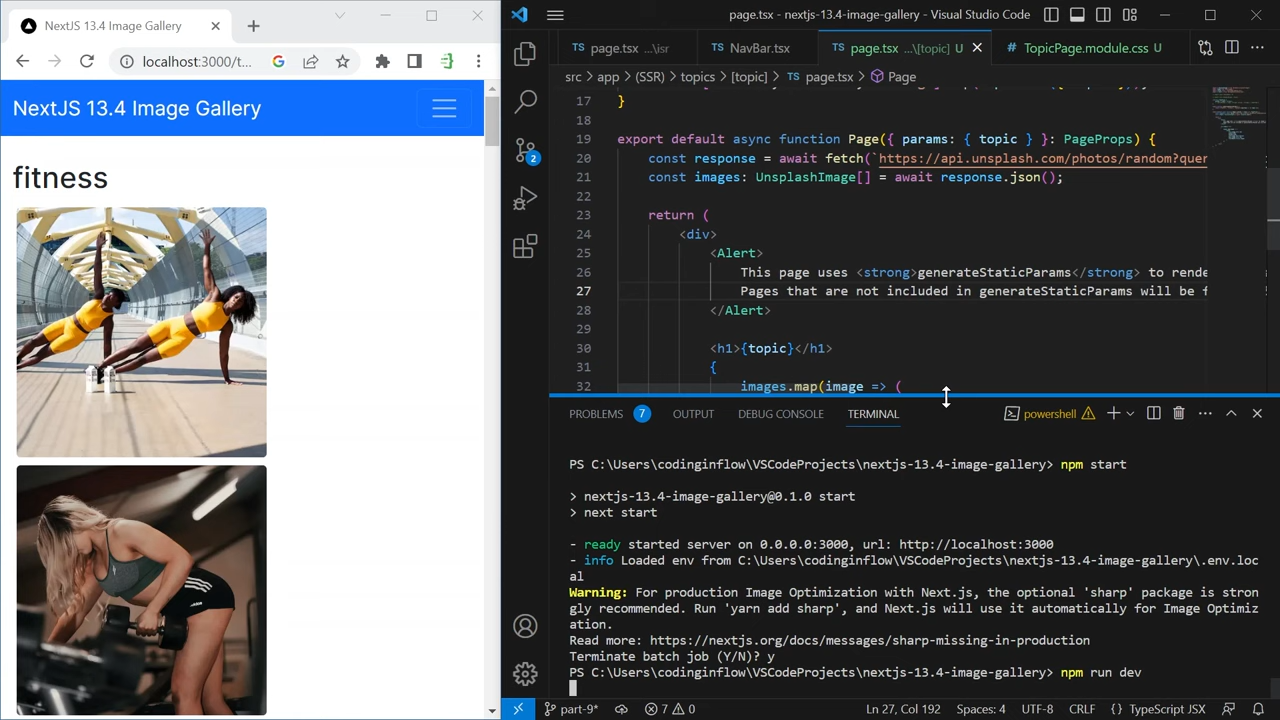 NextJS 13.4 Image Gallery
localhost:3000/t...
NextJS 13.4 Image Gallery
fitness
page.tsx - nextjs-13.4-image-gallery - Visual Studio Code
page.tsx ...\isr
NavBar.tsx
page.tsx ...\[topic] U
TopicPage.module.css U
src > app > (SSR) > topics > [topic] > page.tsx > Page
17 }
18
19 export default async function Page({ params: { topic } }: PageProps) {
20 const response = await fetch(`https://api.unsplash.com/photos/random?quer
21 const images: UnsplashImage[] = await response.json();
22
23 return (
24 <div>
25 <Alert>
26 This page uses <strong>generateStaticParams</strong> to rende
27 Pages that are not included in generateStaticParams will be f
28 </Alert>
29
30 <h1>{topic}</h1>
31 {
32 images.map(image => (
2
PROBLEMS 7 OUTPUT DEBUG CONSOLE TERMINAL powershell
PS C:\Users\codinginflow\VSCodeProjects\nextjs-13.4-image-gallery> npm start
> nextjs-13.4-image-gallery@0.1.0 start
> next start
- ready started server on 0.0.0.0:3000, url: http://localhost:3000
- info Loaded env from C:\Users\codinginflow\VSCodeProjects\nextjs-13.4-image-gallery\.env.loc
al
Warning: For production Image Optimization with Next.js, the optional 'sharp' package is stron
gly recommended. Run 'yarn add sharp', and Next.js will use it automatically for Image Optimiz
ation.
Read more: https://nextjs.org/docs/messages/sharp-missing-in-production
Terminate batch job (Y/N)? y
PS C:\Users\codinginflow\VSCodeProjects\nextjs-13.4-image-gallery> npm run dev
part-9* 7 0 Ln 27, Col 192 Spaces: 4 UTF-8 CRLF {} TypeScript JSX